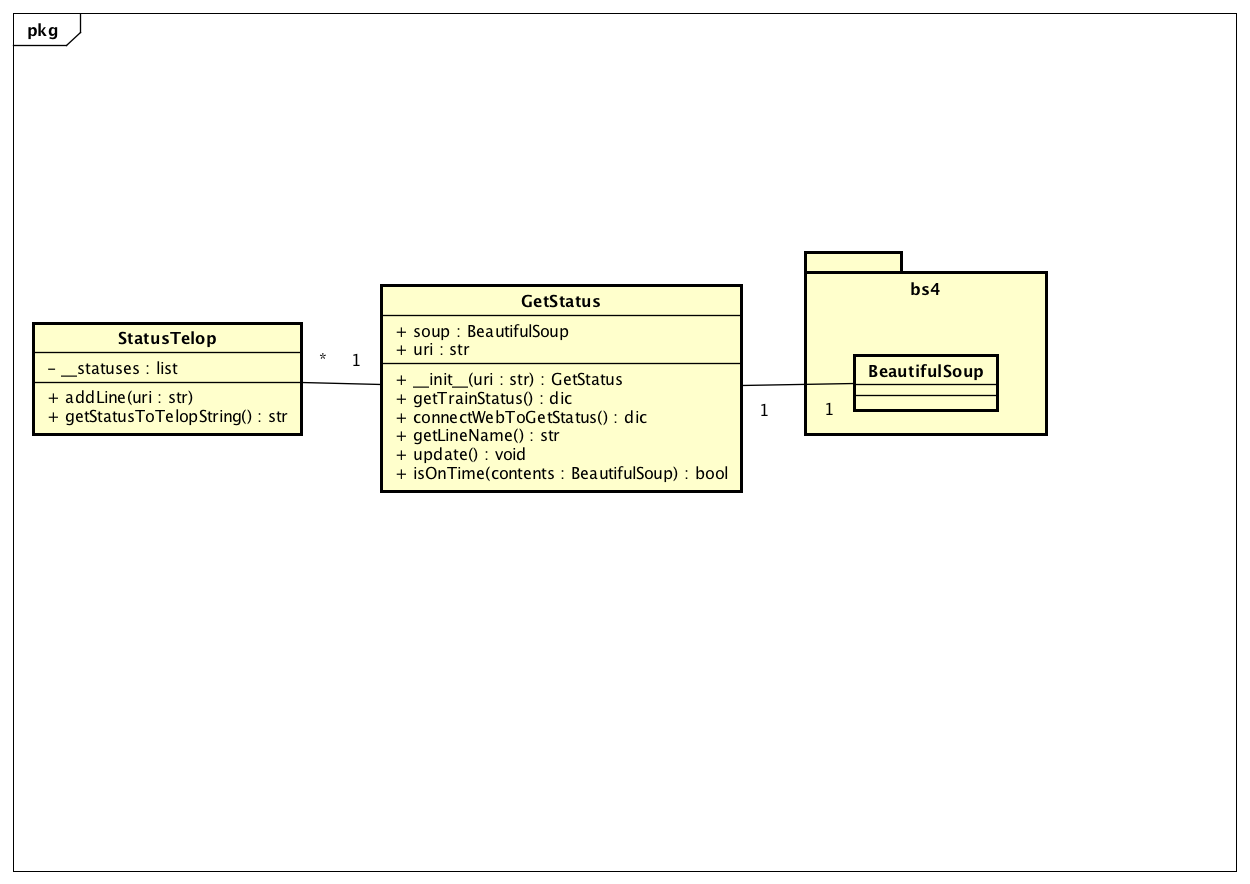 pkg
StatusTelop
– __statuses : list
+ addLine(uri : str)
+ getStatusToTelopString() : str
* 1
GetStatus
+ soup : BeautifulSoup
+ uri : str
+ __init__(uri : str) : GetStatus
+ getTrainStatus() : dic
+ connectWebToGetStatus() : dic
+ getLineName() : str
+ update() : void
+ isOnTime(contents : BeautifulSoup) : bool
1 1
bs4
BeautifulSoup